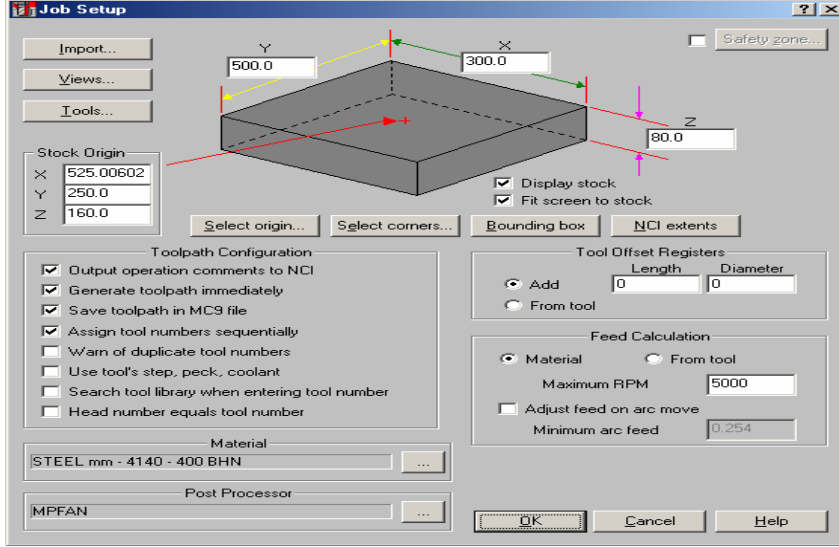 Job Setup
Import...
Views...
Tools...
Y
500.0
X
300.0
Safety zone...
Z
80.0
Stock Origin
X 525.00602
Y 250.0
Z 160.0
Display stock
Fit screen to stock
Select origin...
Select corners...
Bounding box
NCI extents
Toolpath Configuration
Output operation comments to NCI
Generate toolpath immediately
Save toolpath in MC9 file
Assign tool numbers sequentially
Warn of duplicate tool numbers
Use tool's step, peck, coolant
Search tool library when entering tool number
Head number equals tool number
Tool Offset Registers
Length Diameter
Add 0 0
From tool
Feed Calculation
Material From tool
Maximum RPM 5000
Adjust feed on arc move
Minimum arc feed 0.254
Material
STEEL mm - 4140 - 400 BHN ...
Post Processor
MPFAN ...
OK Cancel Help